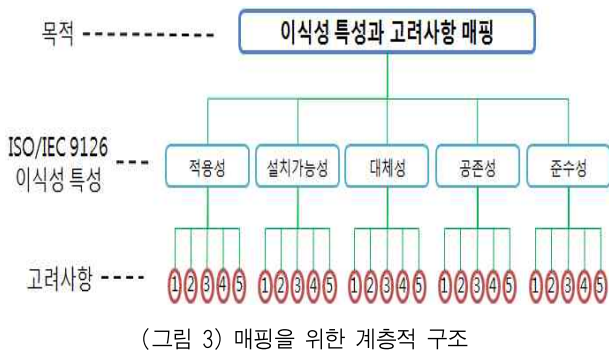 목적 이식성 특성과 고려사항 매핑
ISO/IEC 9126
이식성 특성
적용성 설치가능성 대체성 공존성 준수성
고려사항 1 2 3 4 5 1 2 3 4 5 1 2 3 4 5 1 2 3 4 5 1 2 3 4 5
(그림 3) 매핑을 위한 계층적 구조